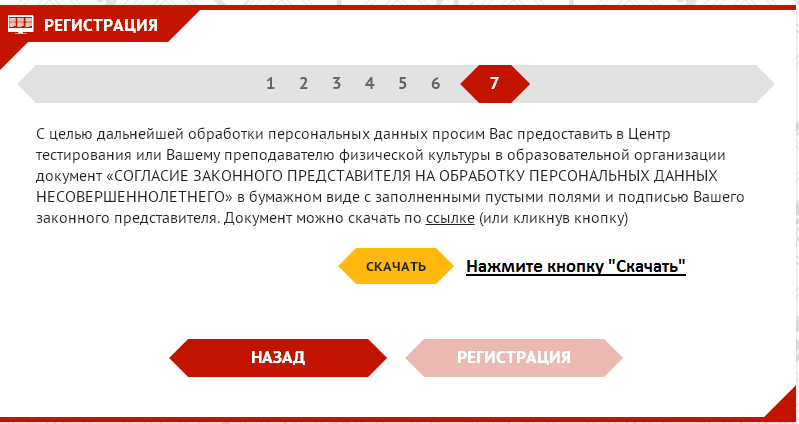 РЕГИСТРАЦИЯ
1 2 3 4 5 6 7
С целью дальнейшей обработки персональных данных просим Вас предоставить в Центр
тестирования или Вашему преподавателю физической культуры в образовательной организации
документ «СОГЛАСИЕ ЗАКОННОГО ПРЕДСТАВИТЕЛЯ НА ОБРАБОТКУ ПЕРСОНАЛЬНЫХ ДАННЫХ
НЕСОВЕРШЕННОЛЕТНЕГО» в бумажном виде с заполненными пустыми полями и подписью Вашего
законного представителя. Документ можно скачать по ссылке (или кликнув кнопку)
СКАЧАТЬ Нажмите кнопку "Скачать"
НАЗАД РЕГИСТРАЦИЯ